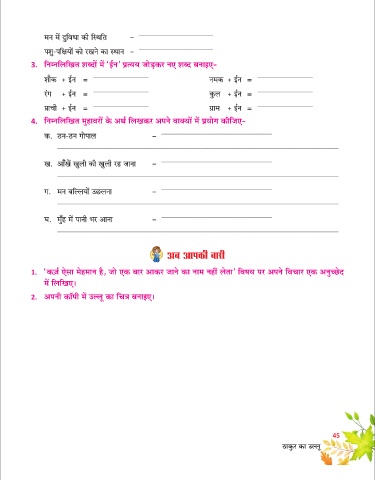 मन में दुविधा की स्थिति –
पशु-पक्षियों को रखने का स्थान –
3. निम्नलिखित शब्दों में 'ईन' प्रत्यय जोड़कर नए शब्द बनाइए-
शौक + ईन = नमक + ईन =
रंग + ईन = कुल + ईन =
प्राची + ईन = ग्राम + ईन =
4. निम्नलिखित मुहावरों के अर्थ लिखकर अपने वाक्यों में प्रयोग कीजिए-
क. ठन-ठन गोपाल –
ख. आँखें खुली की खुली रह जाना –
ग. मन बल्लियों उछलना –
घ. मुँह में पानी भर आना –
अब आपकी बारी
1. 'कर्ज़ ऐसा मेहमान है, जो एक बार आकर जाने का नाम नहीं लेता' विषय पर अपने विचार एक अनुच्छेद
में लिखिए।
2. अपनी कॉपी में उल्लू का चित्र बनाइए।
45
ठाकुर का उल्लू